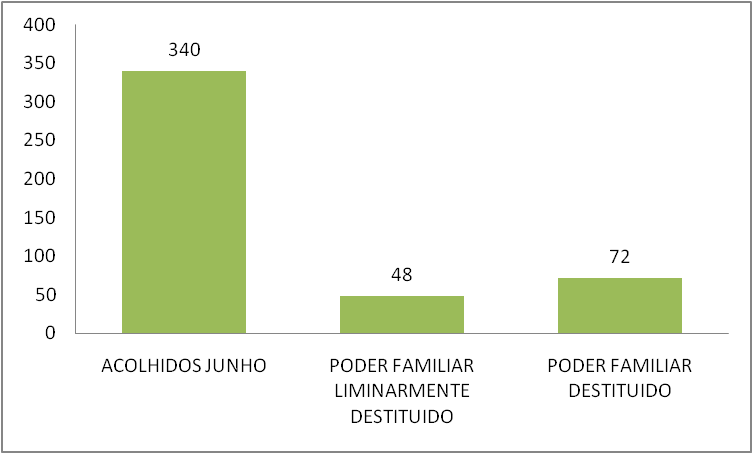 400
350
300
250
200
150
100
50
0
340
48
72
ACOLHIDOS JUNHO
PODER FAMILIAR
LIMINARMENTE
DESTITUIDO
PODER FAMILIAR
DESTITUIDO